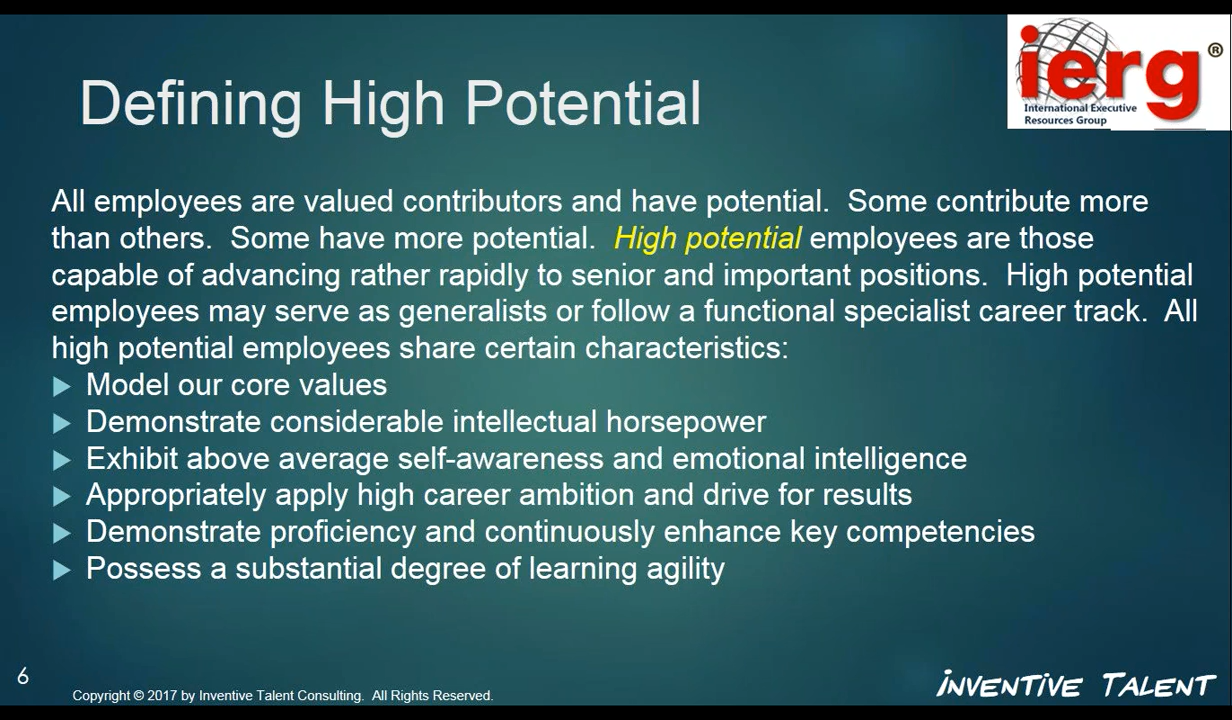 ierg®
International Executive
Resources Group
Defining High Potential
All employees are valued contributors and have potential.  Some contribute more
than others.  Some have more potential.  High potential employees are those
capable of advancing rather rapidly to senior and important positions.  High potential
employees may serve as generalists or follow a functional specialist career track.  All
high potential employees share certain characteristics:
Model our core values
Demonstrate considerable intellectual horsepower
Exhibit above average self-awareness and emotional intelligence
Appropriately apply high career ambition and drive for results
Demonstrate proficiency and continuously enhance key competencies
Possess a substantial degree of learning agility
6
Copyright © 2017 by Inventive Talent Consulting.  All Rights Reserved.
INVENTIVE TALENT